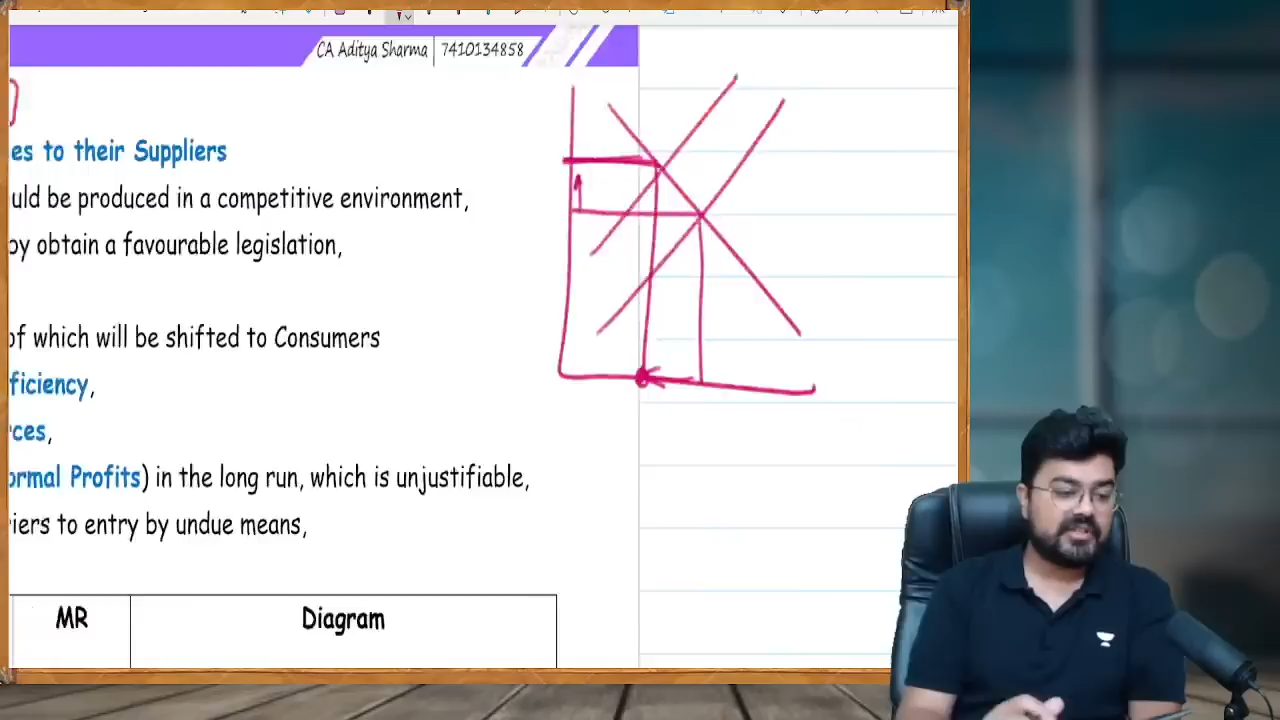 CA Aditya Sharma | 7410134858
es to their Suppliers
uld be produced in a competitive environment,
by obtain a favourable legislation,
of which will be shifted to Consumers
ficiency,
rces,
ormal Profits) in the long run, which is unjustifiable,
riers to entry by undue means,
MR
Diagram